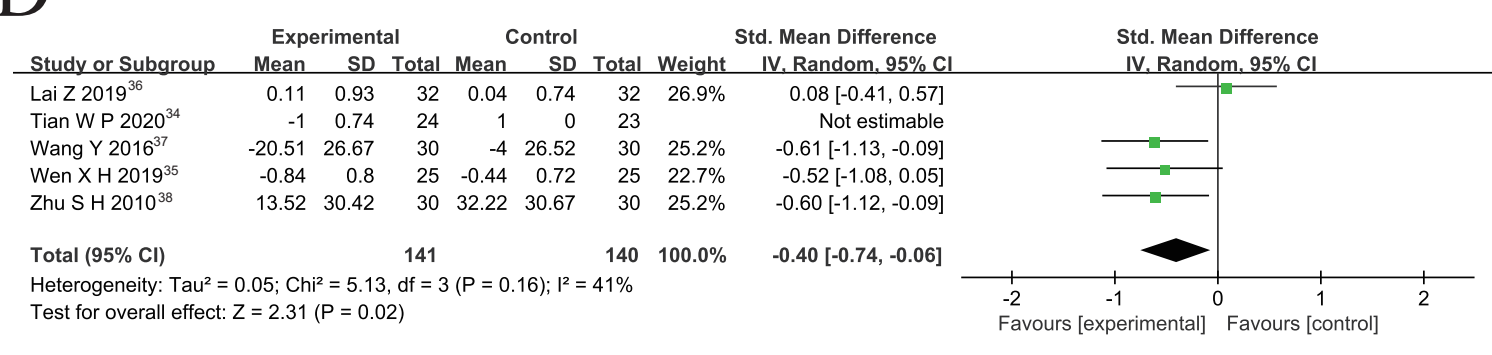 D
Experimental Control Std. Mean Difference Std. Mean Difference
Study or Subgroup Mean SD Total Mean SD Total Weight IV, Random, 95% CI IV, Random, 95% CI
Lai Z 2019³⁶ 0.11 0.93 32 0.04 0.74 32 26.9% 0.08 [-0.41, 0.57]
Tian W P 2020³⁴ -1 0.74 24 1 0 23 Not estimable
Wang Y 2016³⁷ -20.51 26.67 30 -4 26.52 30 25.2% -0.61 [-1.13, -0.09]
Wen X H 2019³⁵ -0.84 0.8 25 -0.44 0.72 25 22.7% -0.52 [-1.08, 0.05]
Zhu S H 2010³⁸ 13.52 30.42 30 32.22 30.67 30 25.2% -0.60 [-1.12, -0.09]
Total (95% CI) 141 140 100.0% -0.40 [-0.74, -0.06]
Heterogeneity: Tau² = 0.05; Chi² = 5.13, df = 3 (P = 0.16); I² = 41%
Test for overall effect: Z = 2.31 (P = 0.02)
-2 -1 0 1 2
Favours [experimental] Favours [control]